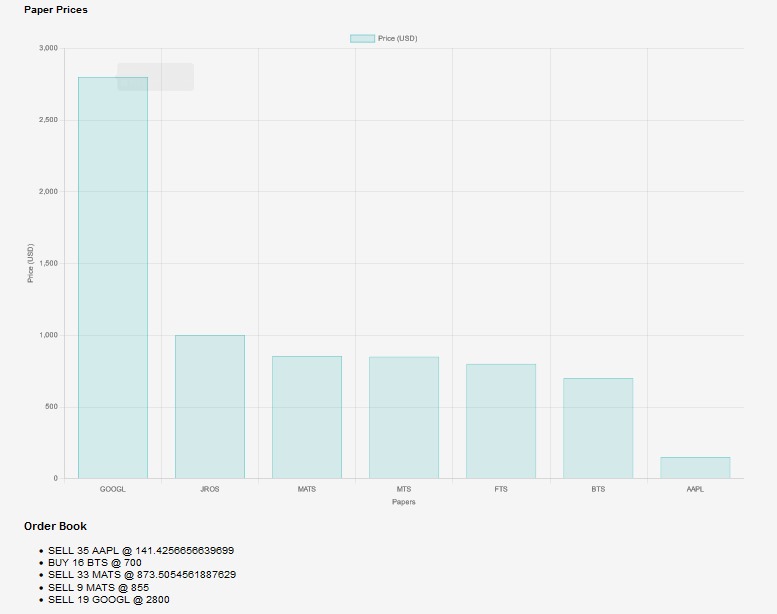 Paper Prices
Price (USD)
3,000
2,500
2,000
1,500
1,000
500
0
Price (USD)
GOOGL JROS MATS MTS FTS BTS AAPL
Papers
Order Book
• SELL 35 AAPL @ 141.4256656639699
• BUY 16 BTS @ 700
• SELL 33 MATS @ 873.5054561887629
• SELL 9 MATS @ 855
• SELL 19 GOOGL @ 2800